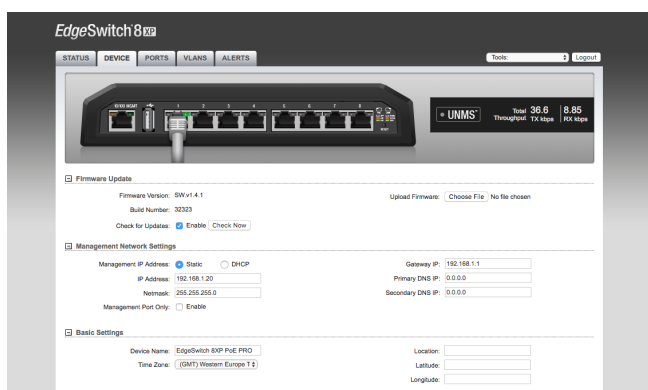 EdgeSwitch 8 XP
STATUS DEVICE PORTS VLANS ALERTS Tools: Logout
10/100 MGMT 1 2 3 4 5 6 7 8
UNMS Total Throughput 36.6 TX kbps 8.85 RX kbps
Firmware Update
Firmware Version: SW.v1.4.1 Upload Firmware: Choose File No file chosen
Build Number: 32323
Check for Updates: Enable Check Now
Management Network Settings
Management IP Address: Static DHCP Gateway IP: 192.168.1.1
IP Address: 192.168.1.20 Primary DNS IP: 0.0.0.0
Netmask: 255.255.255.0 Secondary DNS IP: 0.0.0.0
Management Port Only: Enable
Basic Settings
Device Name: EdgeSwitch 8XP PoE PRO Location:
Time Zone: (GMT) Western Europe T Latitude:
Longitude: